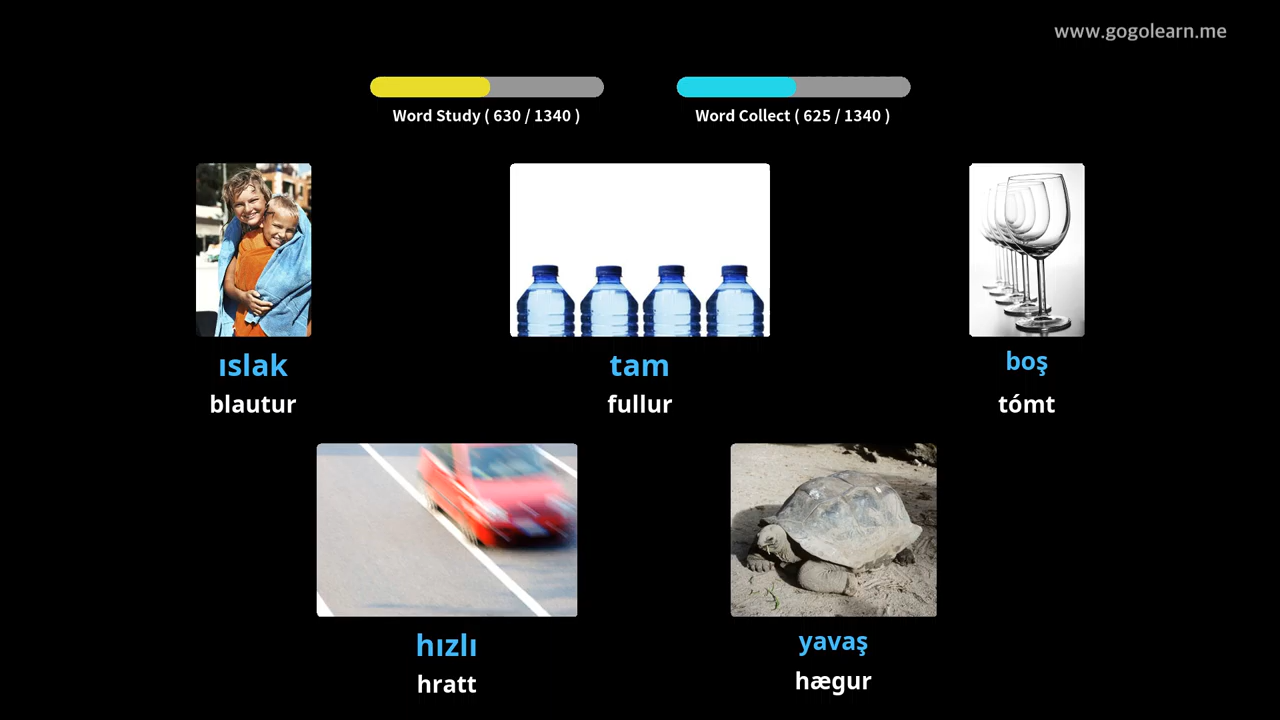 www.gogolearn.me
Word Study ( 630 / 1340 )
Word Collect ( 625 / 1340 )
ıslak
blautur
tam
fullur
boş
tómt
hızlı
hratt
yavaş
hægur